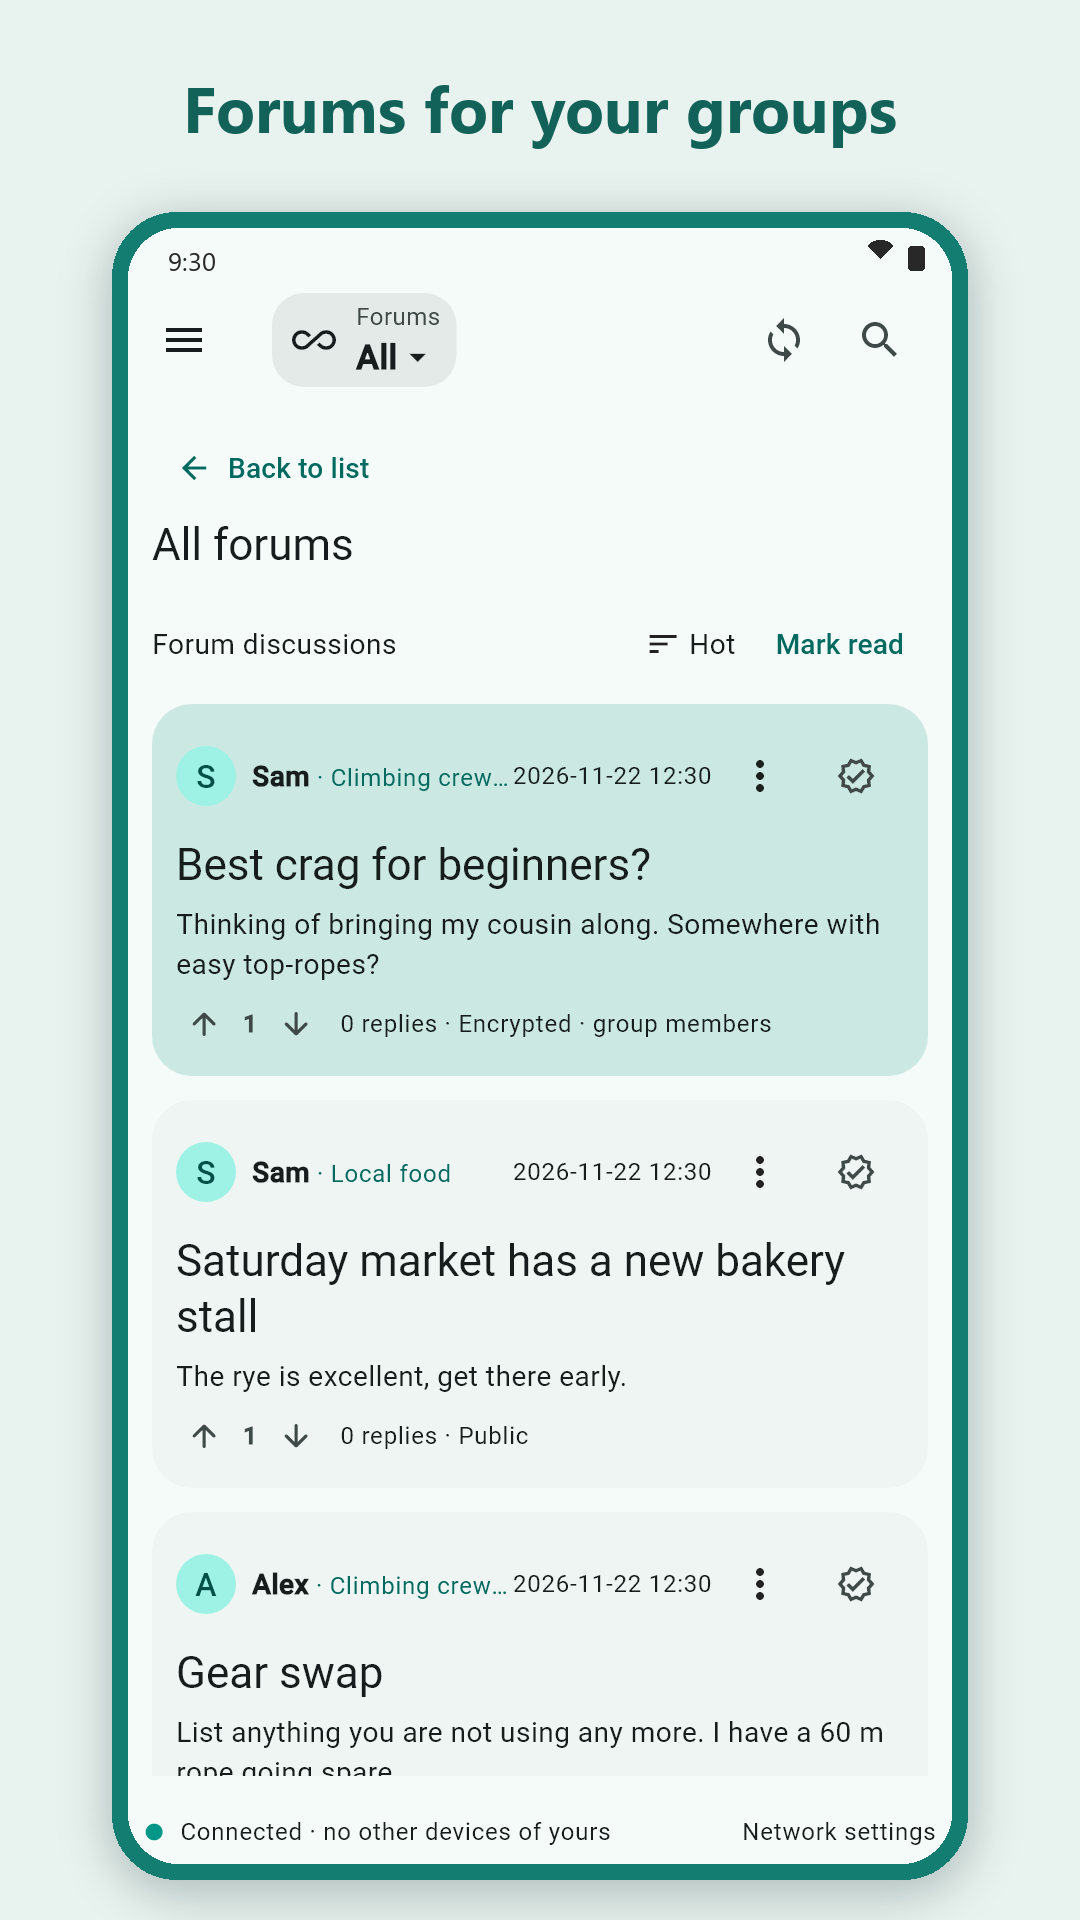 Forums for your groups
9:30
Forums
All
Back to list
All forums
Forum discussions
Hot
Mark read
S
Sam · Climbing crew… 2026-11-22 12:30
Best crag for beginners?
Thinking of bringing my cousin along. Somewhere with
easy top-ropes?
1
0 replies · Encrypted · group members
S
Sam · Local food
2026-11-22 12:30
Saturday market has a new bakery
stall
The rye is excellent, get there early.
1
0 replies · Public
A
Alex · Climbing crew… 2026-11-22 12:30
Gear swap
List anything you are not using any more. I have a 60 m
rope going spare
Connected · no other devices of yours
Network settings